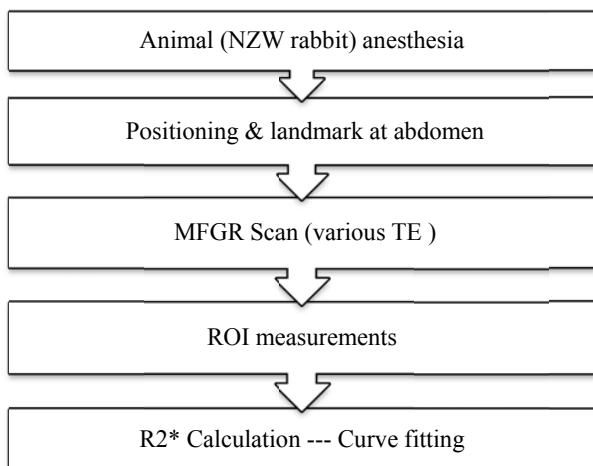 Animal (NZW rabbit) anesthesia
Positioning & landmark at abdomen
MFGR Scan (various TE )
ROI measurements
R2* Calculation --- Curve fitting